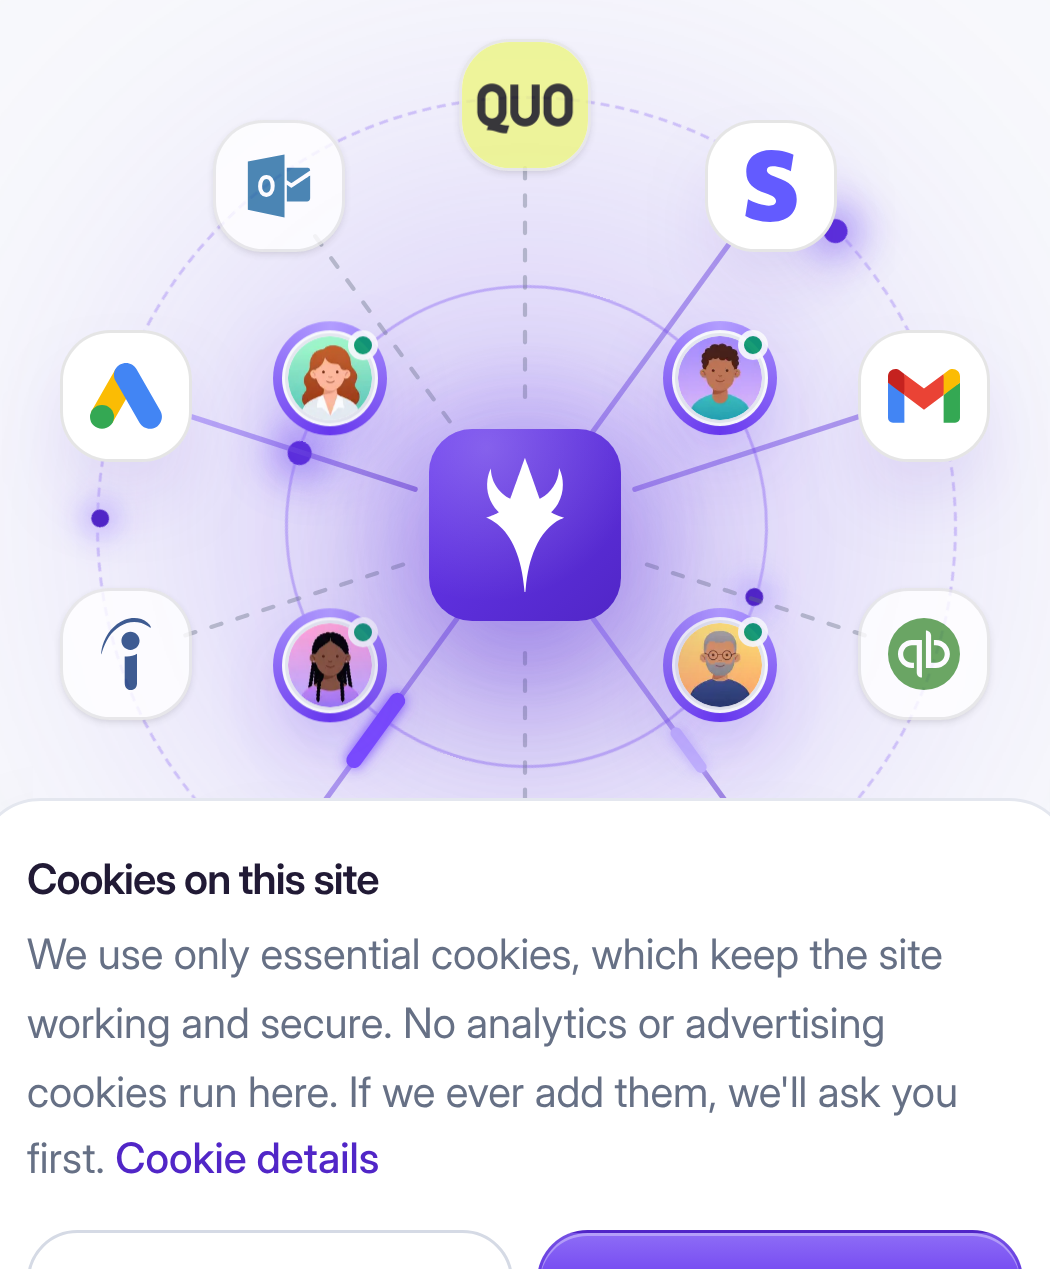 QUO
O
S
qb
Cookies on this site
We use only essential cookies, which keep the site
working and secure. No analytics or advertising
cookies run here. If we ever add them, we'll ask you
first. Cookie details